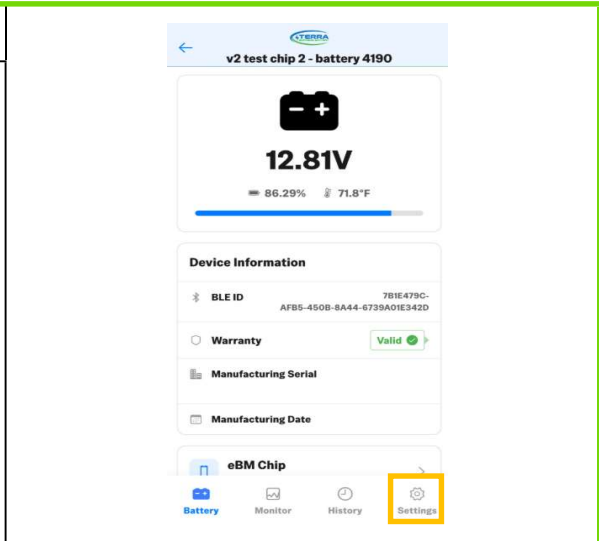 TERRA
v2 test chip 2 - battery 4190
12.81V
86.29% 71.8°F
Device Information
BLE ID 7B1E479C-
AFB5-450B-8A44-6739A01E342D
Warranty Valid
Manufacturing Serial
Manufacturing Date
eBM Chip
Battery Monitor History Settings